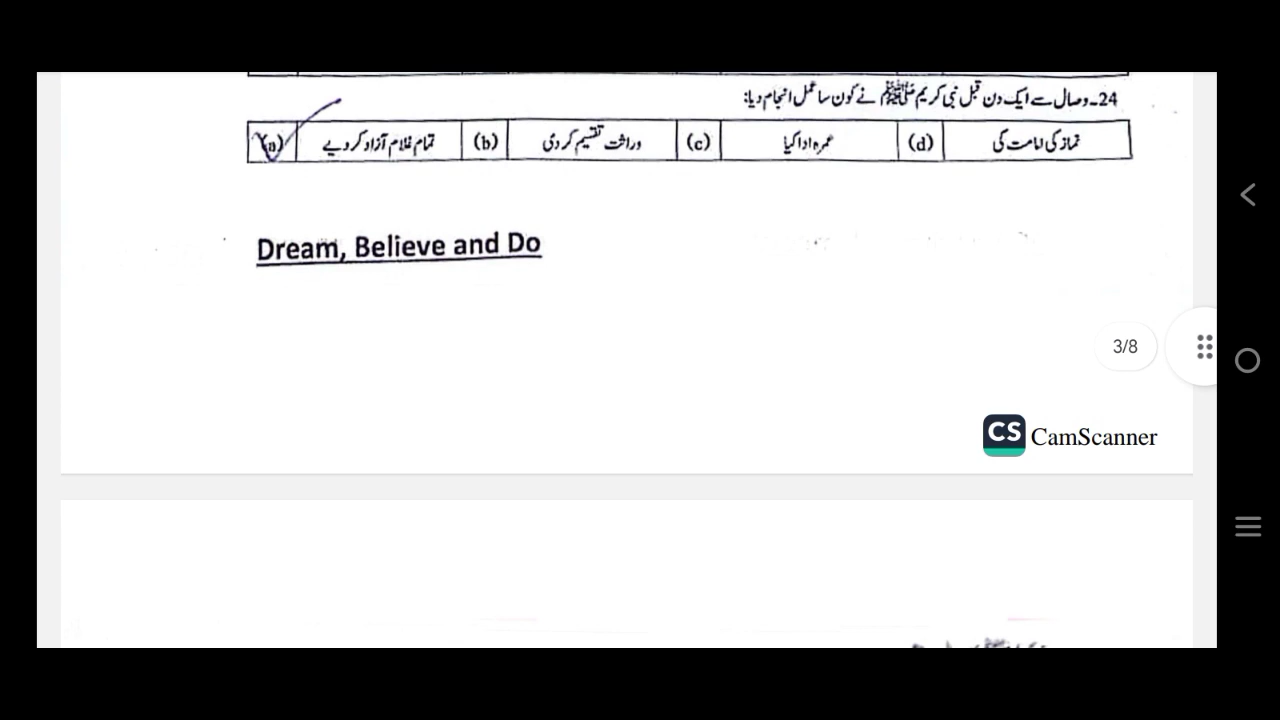 24۔ وصال سے ایک دن قبل نبی کریم ﷺ نے کون سا عمل انجام دیا:
(a) تمام غلام آزاد کر دیے (b) وراثت تقسیم کر دی (c) عمرہ ادا کیا (d) نماز کی امامت کی
Dream, Believe and Do
3/8
CS CamScanner